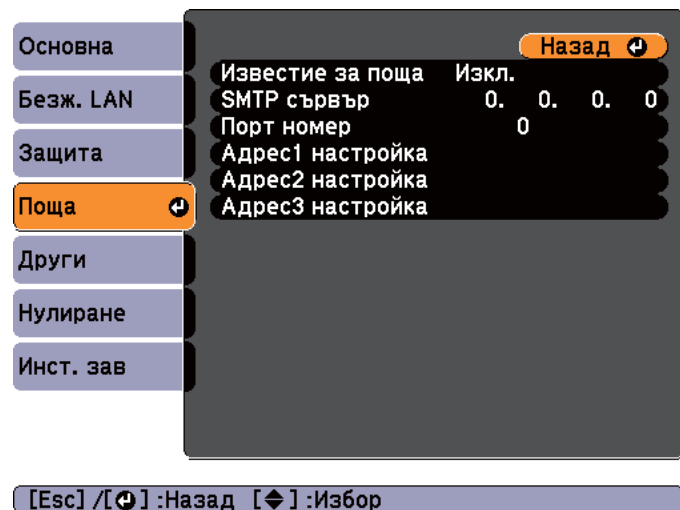 Основна
Безж. LAN
Защита
Поща
Други
Нулиране
Инст. зав
Назад
Известие за поща Изкл.
SMTP сървър 0. 0. 0. 0
Порт номер 0
Адрес1 настройка
Адрес2 настройка
Адрес3 настройка
[Esc] /[⏎] :Назад [◆] :Избор